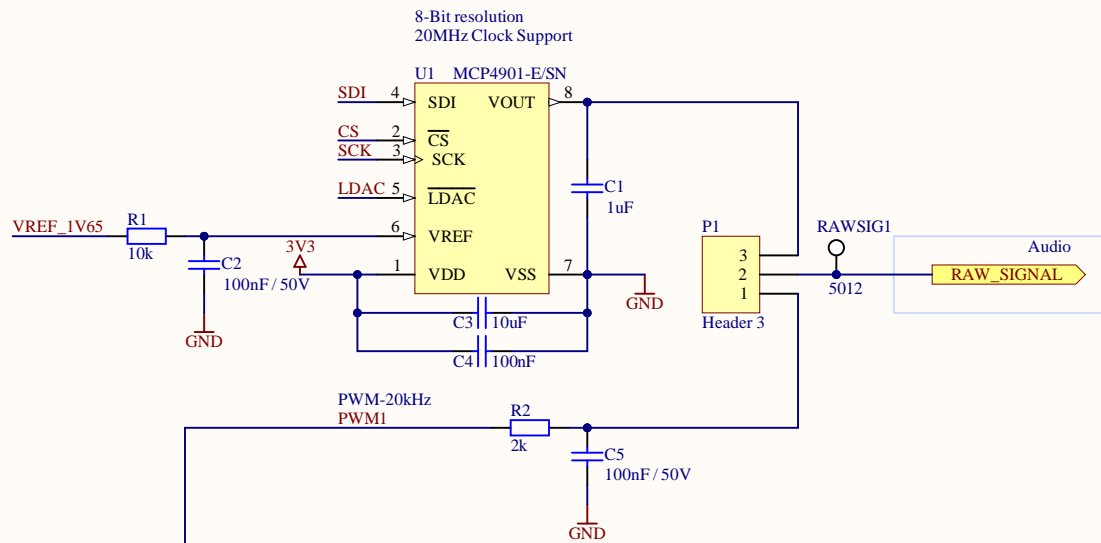 8-Bit resolution
20MHz Clock Support
U1 MCP4901-E/SN
SDI 4 SDI VOUT 8
CS 2 CS
SCK 3 SCK
LDAC 5 LDAC
C1
1uF
VREF_1V65 R1 6 VREF
10k
C2
100nF / 50V
GND
3V3 1 VDD VSS 7
GND
C3 10uF
C4 100nF
P1
3
2
1
Header 3
RAWSIG1
5012
Audio
RAW_SIGNAL
PWM-20kHz
PWM1
R2
2k
C5
100nF / 50V
GND